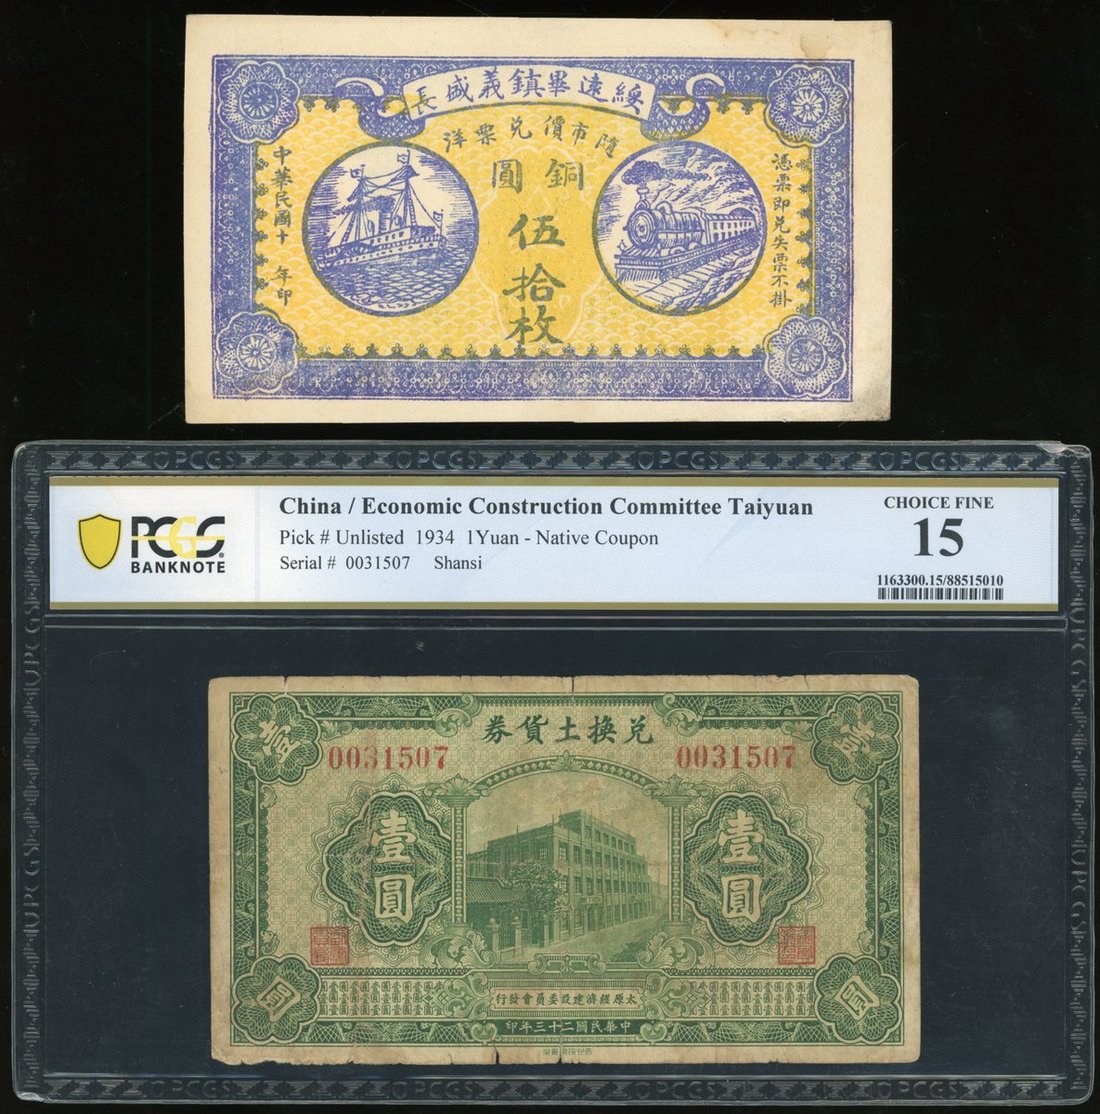 綏遠畢鎮義盛長
隨市價兌票洋
銅圓
伍拾枚
憑票即兌失票不掛
中華民國十 年印
PCGS
BANKNOTE
China / Economic Construction Committee Taiyuan
Pick # Unlisted 1934 1Yuan - Native Coupon
Serial # 0031507 Shansi
CHOICE FINE
15
1163300.15/88515010
兌換土貨券
0031507 0031507
壹圓
壹圓
圓
圓
太原經濟建設委員會發行
中華民國二十三年印